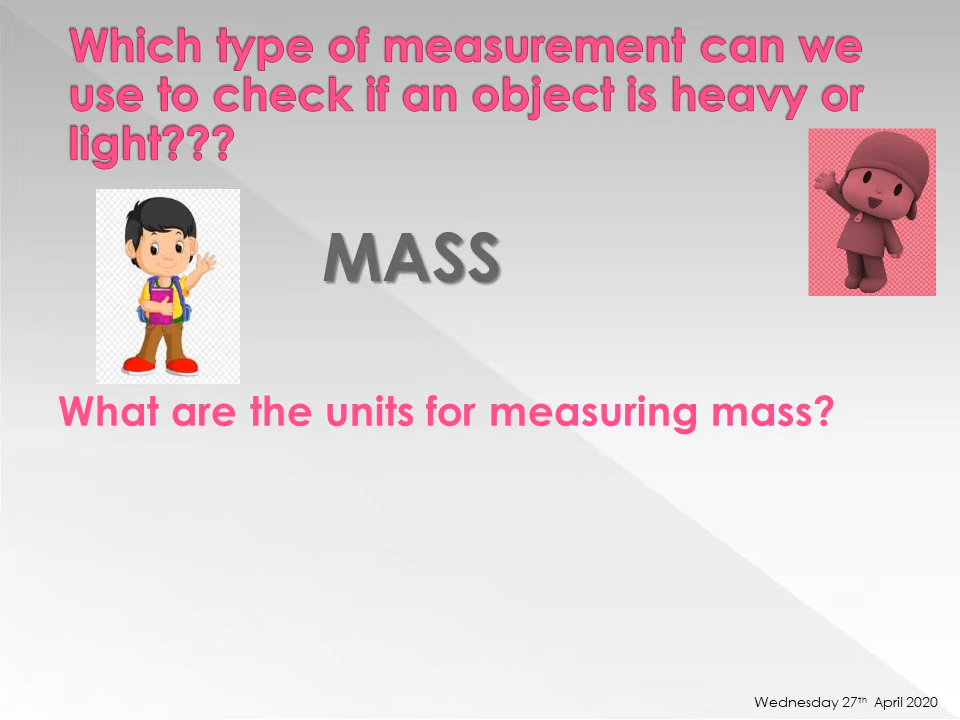 Which type of measurement can we
use to check if an object is heavy or
light???
MASS
What are the units for measuring mass?
Wednesday 27th April 2020